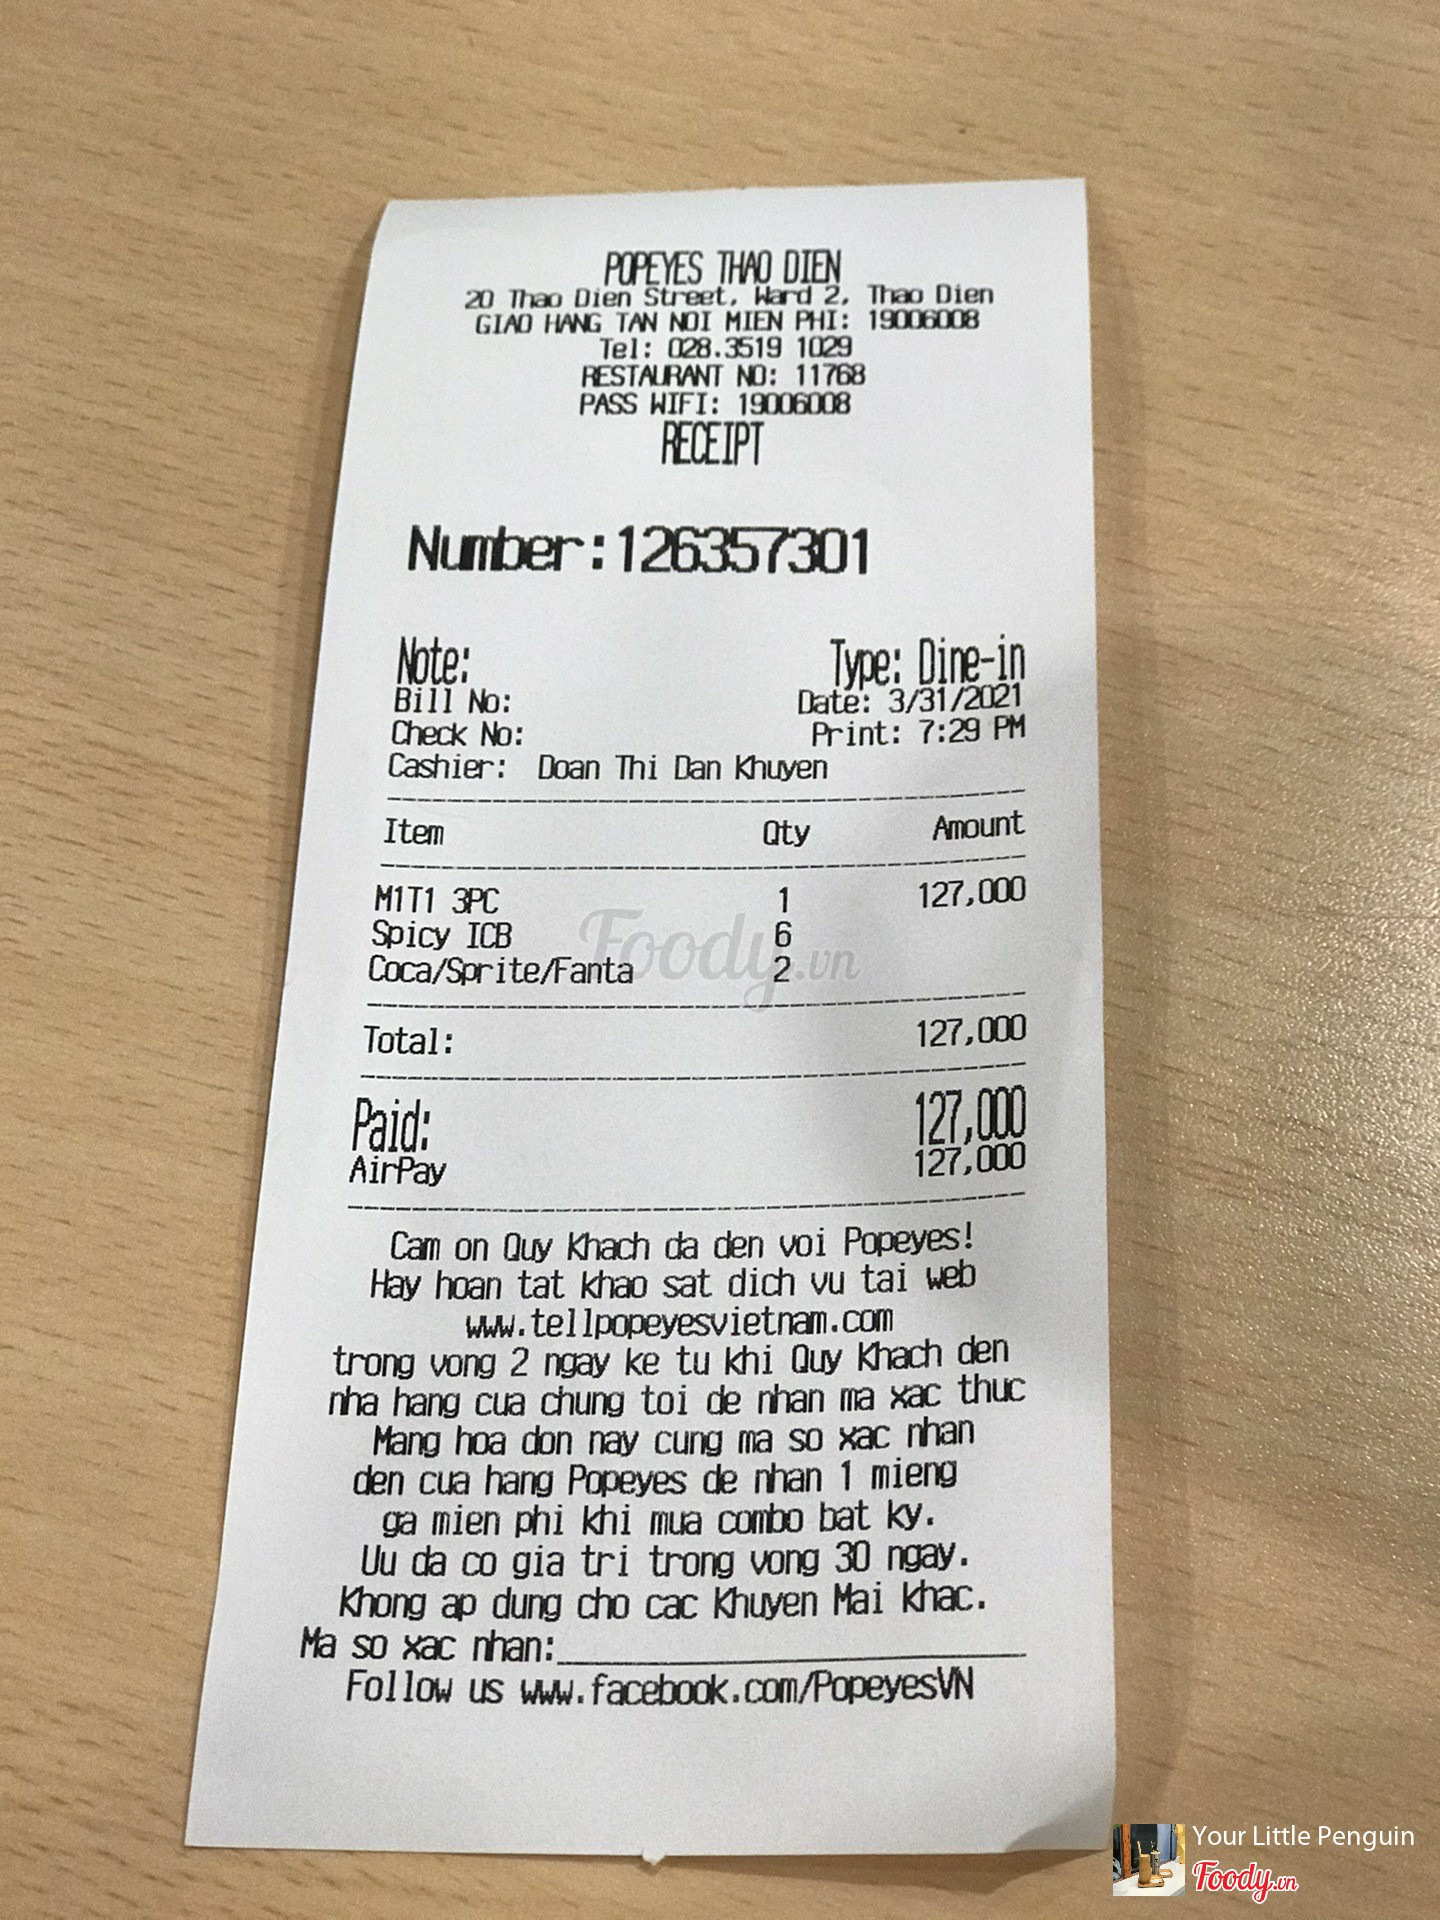 POPEYES THAO DIEN
20 Thao Dien Street, Ward 2, Thao Dien
GIAO HANG TAN NOI MIEN PHI: 19006008
Tel: 028.3519 1029
RESTAURANT NO: 11768
PASS WIFI: 19006008
RECEIPT
Number:126357301
Note: Type: Dine-in
Bill No: Date: 3/31/2021
Check No: Print: 7:29 PM
Cashier: Doan Thi Dan Khuyen
Item Qty Amount
M1T1 3PC 1 127,000
Spicy ICB 6
Coca/Sprite/Fanta 2
Foody.vn
Total: 127,000
Paid: 127,000
AirPay 127,000
Cam on Quy Khach da den voi Popeyes!
Hay hoan tat khao sat dich vu tai web
www.tellpopeyesvietnam.com
trong vong 2 ngay ke tu khi Quy Khach den
nha hang cua chung toi de nhan ma xac thuc
Mang hoa don nay cung ma so xac nhan
den cua hang Popeyes de nhan 1 mieng
ga mien phi khi mua combo bat ky.
Uu da co gia tri trong vong 30 ngay.
Khong ap dung cho cac Khuyen Mai khac.
Ma so xac nhan:
Follow us www.facebook.com/PopeyesVN
Your Little Penguin
Foody.vn